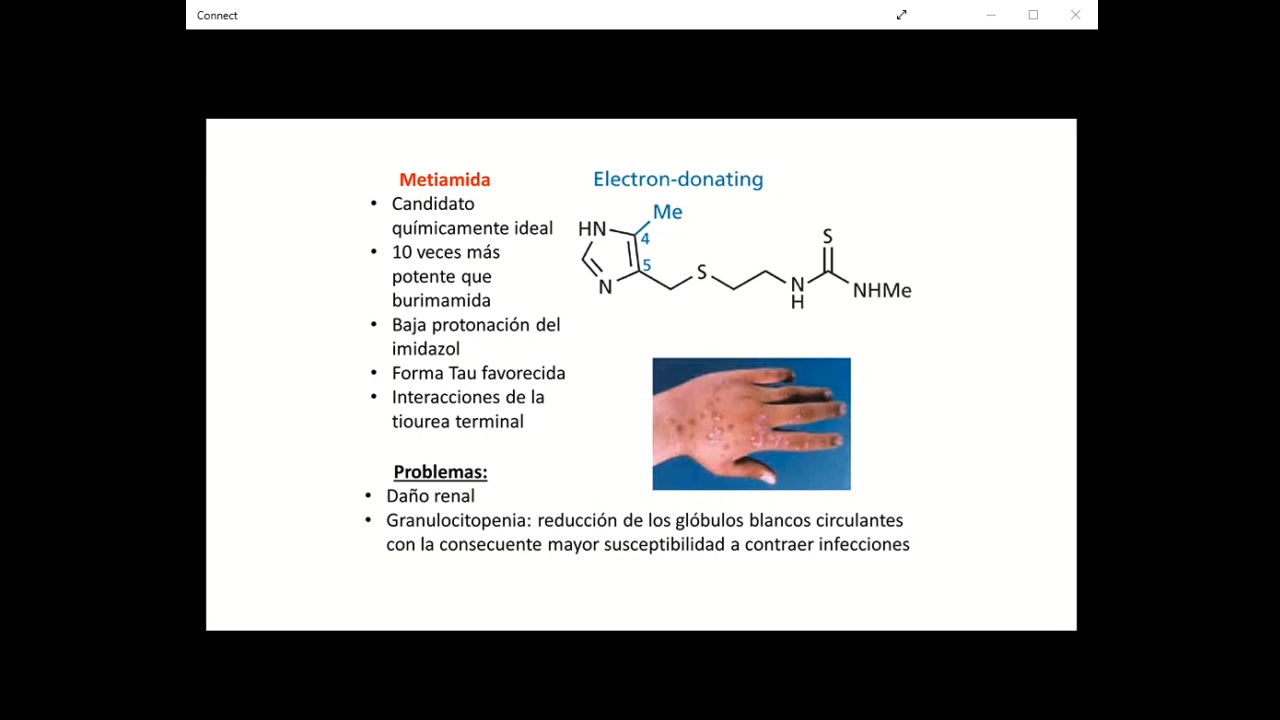 Connect
Metiamida
• Candidato
químicamente ideal
• 10 veces más
potente que
burimamida
• Baja protonación del
imidazol
• Forma Tau favorecida
• Interacciones de la
tiourea terminal
Electron-donating
Me
HN
4
5
N
S
N
H
S
NHMe
Problemas:
• Daño renal
• Granulocitopenia: reducción de los glóbulos blancos circulantes
con la consecuente mayor susceptibilidad a contraer infecciones